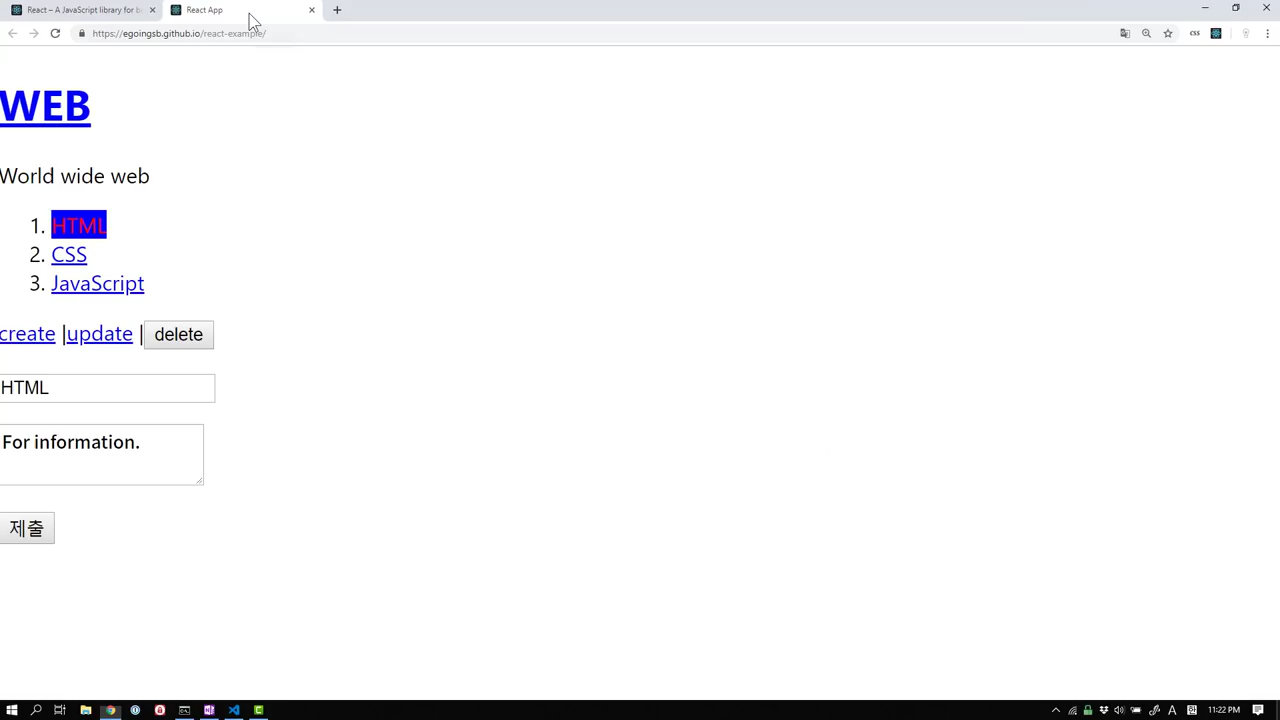 React – A JavaScript library for b
React App
https://egoingsb.github.io/react-example/
CSS
WEB
World wide web
1. HTML
2. CSS
3. JavaScript
create |update | delete
HTML
For information.
제출
A
11:22 PM